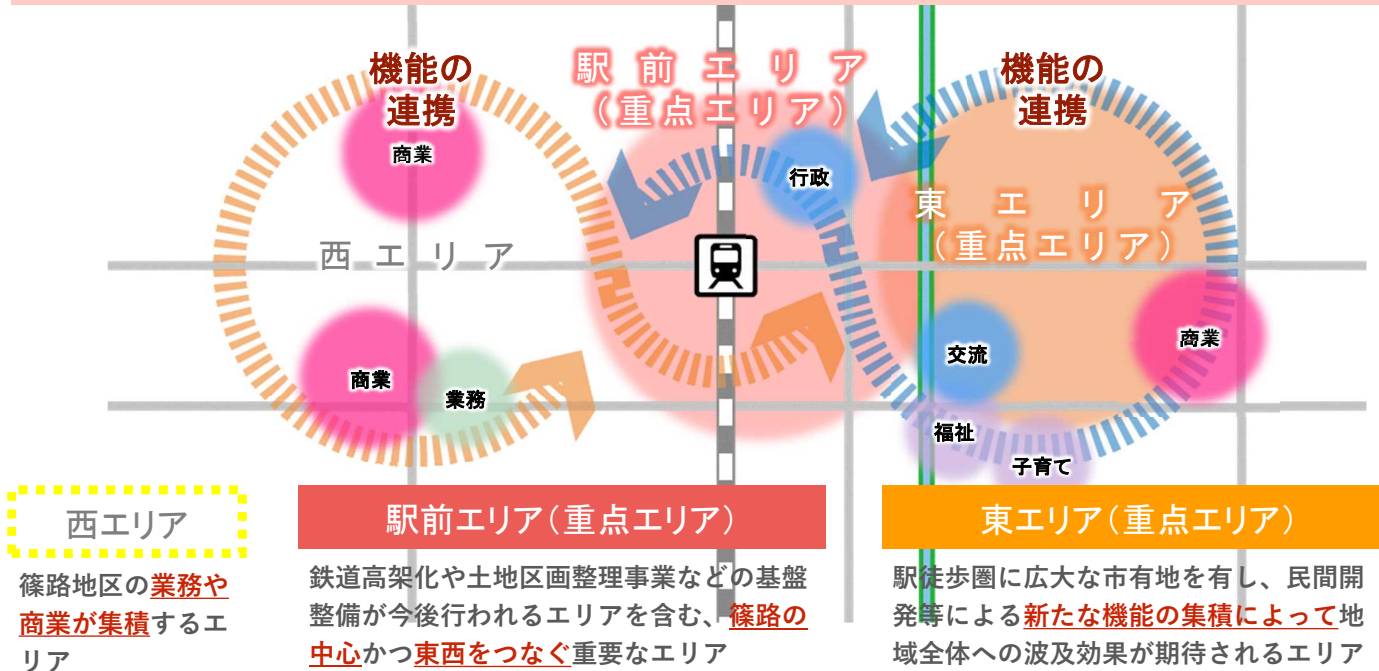 機能の
連携
駅前エリア
（重点エリア）
機能の
連携
商業
行政
東エリア
（重点エリア）
西エリア
商業
業務
交流
商業
福祉
子育て
西エリア
篠路地区の業務や
商業が集積するエ
リア
駅前エリア（重点エリア）
鉄道高架化や土地区画整理事業などの基盤
整備が今後行われるエリアを含む、篠路の
中心かつ東西をつなぐ重要なエリア
東エリア（重点エリア）
駅徒歩圏に広大な市有地を有し、民間開
発等による新たな機能の集積によって地
域全体への波及効果が期待されるエリア